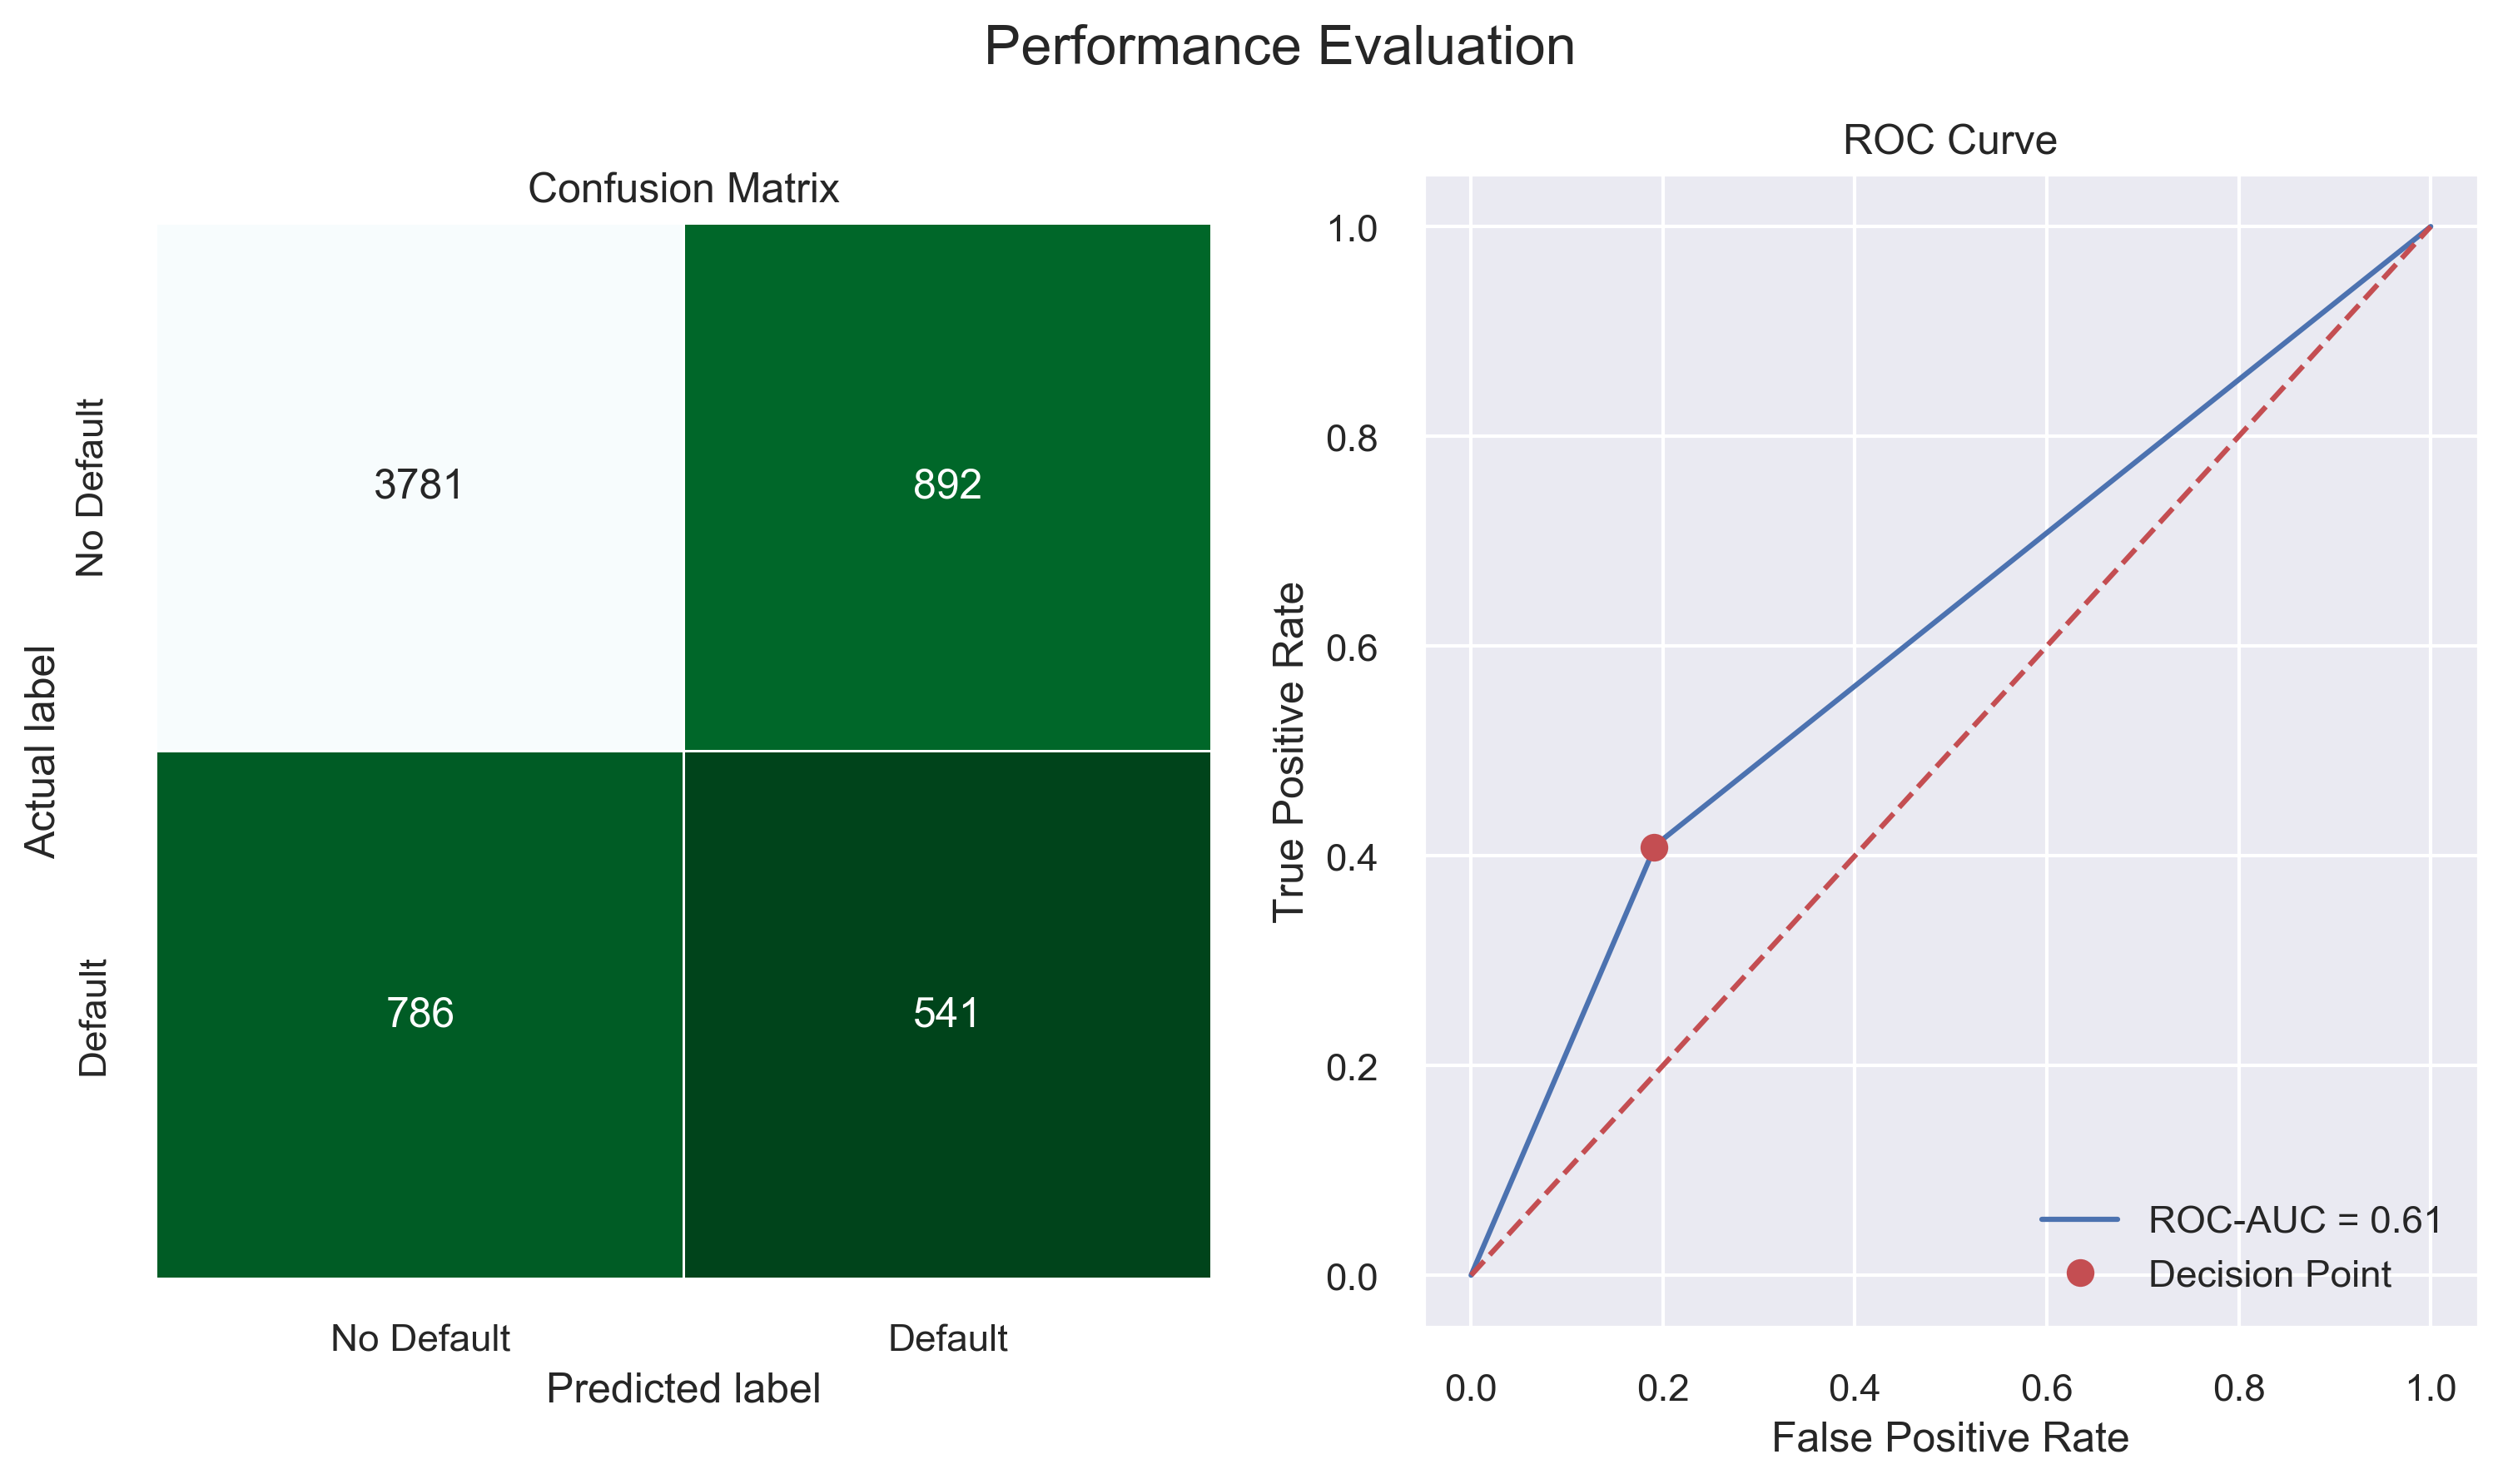 Performance Evaluation
Confusion Matrix
Actual label
No Default
Default
3781
892
786
541
No Default
Default
Predicted label
ROC Curve
True Positive Rate
1.0
0.8
0.6
0.4
0.2
0.0
ROC-AUC = 0.61
Decision Point
0.0 0.2 0.4 0.6 0.8 1.0
False Positive Rate